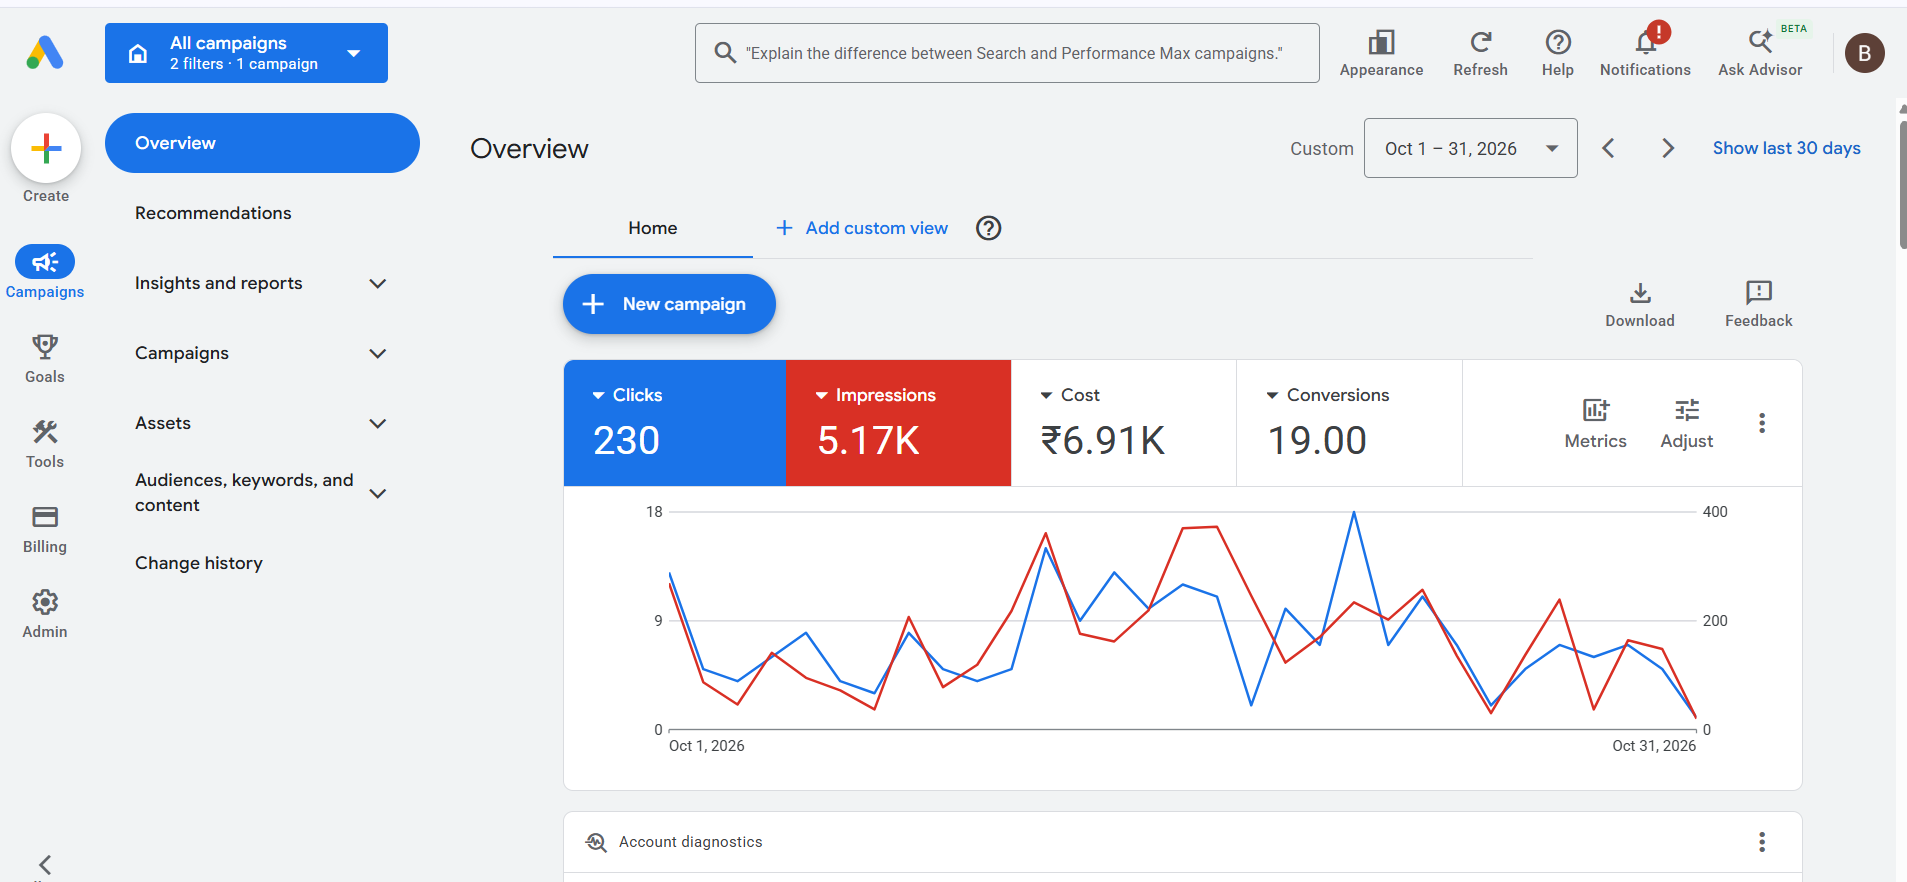 All campaigns
2 filters · 1 campaign
"Explain the difference between Search and Performance Max campaigns."
Appearance
Refresh
Help
!
Notifications
BETA
Ask Advisor
B
Create
Campaigns
Goals
Tools
Billing
Admin
Overview
Recommendations
Insights and reports
Campaigns
Assets
Audiences, keywords, and
content
Change history
Overview
Custom
Oct 1 – 31, 2026
Show last 30 days
Home
Add custom view
New campaign
Download
Feedback
Clicks
230
Impressions
5.17K
Cost
₹6.91K
Conversions
19.00
Metrics
Adjust
18
400
9
200
0
0
Oct 1, 2026
Oct 31, 2026
Account diagnostics